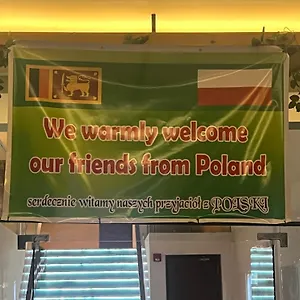 We warmly welcome
our friends from Poland
serdecznie witamy naszych przyjaciół z POLSKI